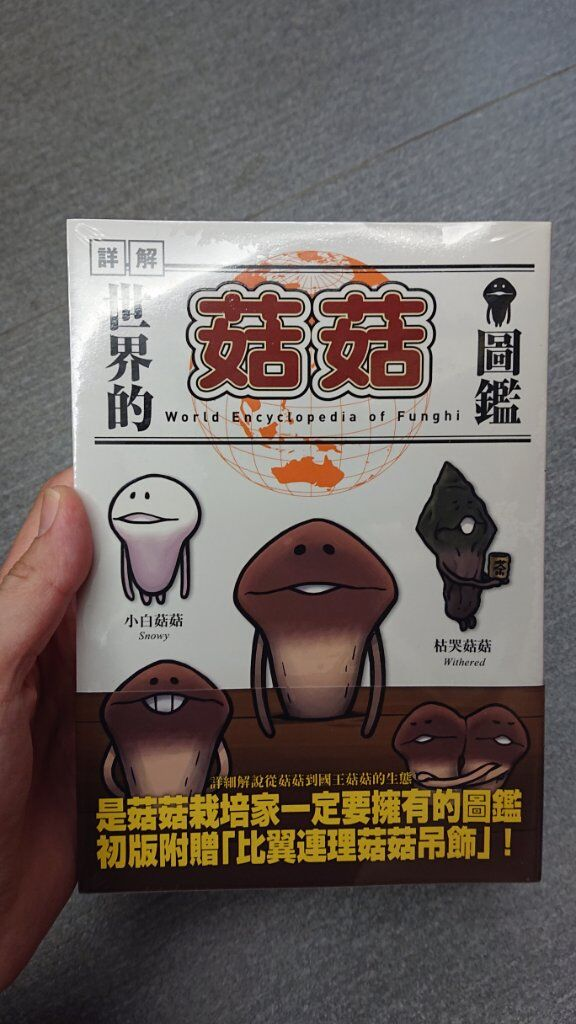 詳解
世界的
菇菇
圖鑑
World Encyclopedia of Funghi
小白菇菇
Snowy
茶
枯哭菇菇
Withered
詳細解說從菇菇到國王菇菇的生態
是菇菇栽培家一定要擁有的圖鑑
初版附贈「比翼連理菇菇吊飾」！